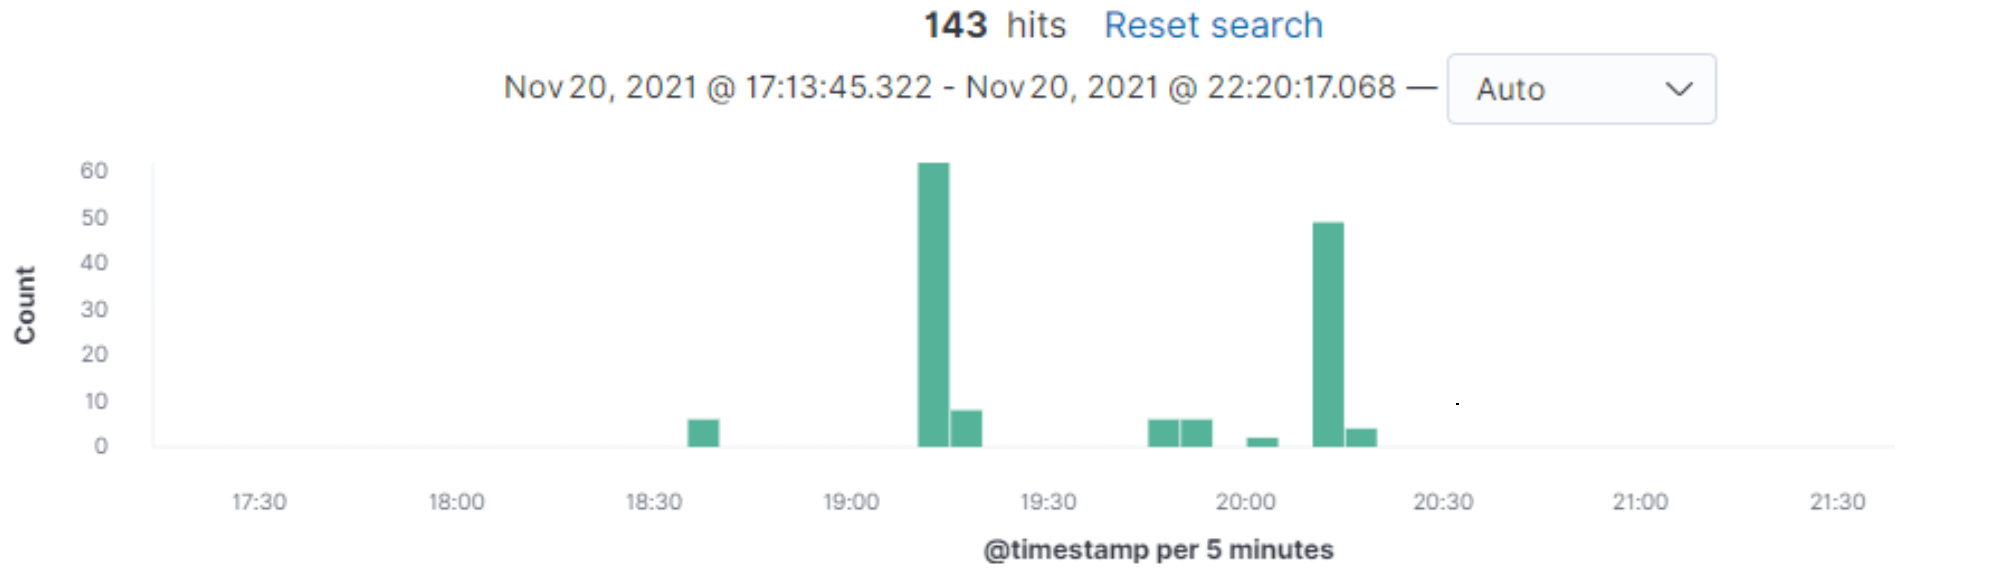 143 hits Reset search
Nov 20, 2021 @ 17:13:45.322 - Nov 20, 2021 @ 22:20:17.068 — Auto
60
50
40
30
20
10
0
Count
17:30 18:00 18:30 19:00 19:30 20:00 20:30 21:00 21:30
@timestamp per 5 minutes